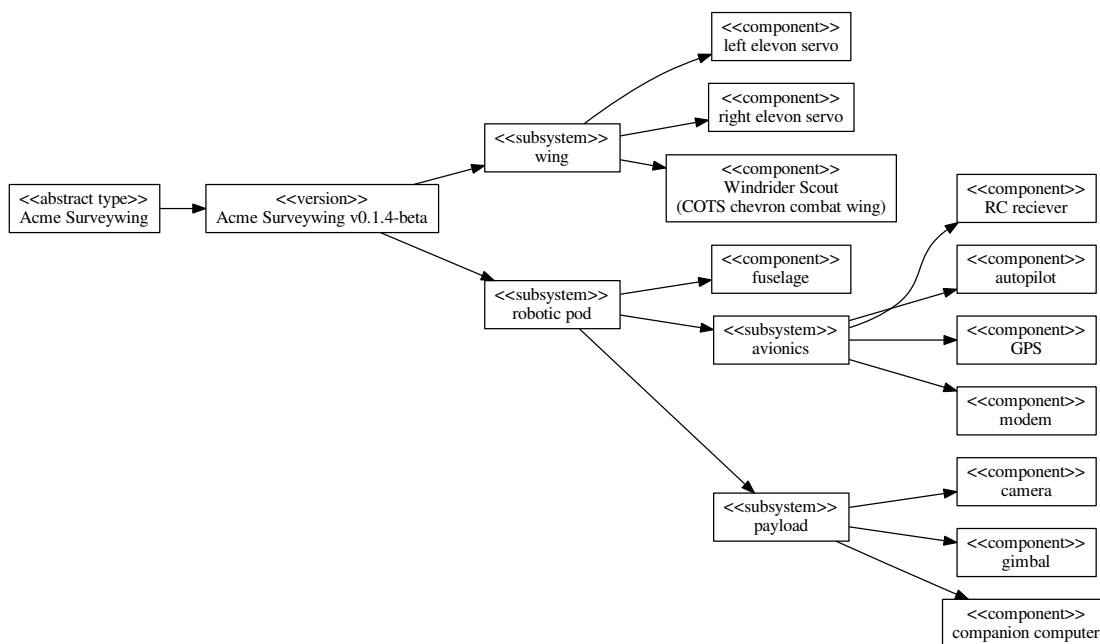 <<abstract type>>
Acme Surveywing
<<version>>
Acme Surveywing v0.1.4-beta
<<subsystem>>
wing
<<component>>
left elevon servo
<<component>>
right elevon servo
<<component>>
Windrider Scout
(COTS chevron combat wing)
<<subsystem>>
robotic pod
<<component>>
fuselage
<<subsystem>>
avionics
<<component>>
RC reciever
<<component>>
autopilot
<<component>>
GPS
<<component>>
modem
<<subsystem>>
payload
<<component>>
camera
<<component>>
gimbal
<<component>>
companion computer